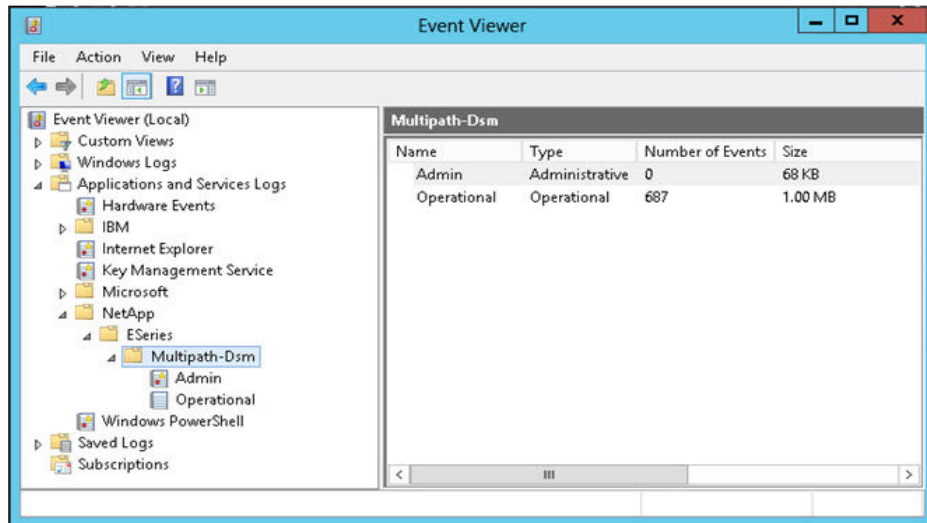 Event Viewer
File Action View Help
Event Viewer (Local)
Custom Views
Windows Logs
Applications and Services Logs
Hardware Events
IBM
Internet Explorer
Key Management Service
Microsoft
NetApp
ESeries
Multipath-Dsm
Admin
Operational
Windows PowerShell
Saved Logs
Subscriptions
Multipath-Dsm
Name Type Number of Events Size
Admin Administrative 0 68 KB
Operational Operational 687 1.00 MB